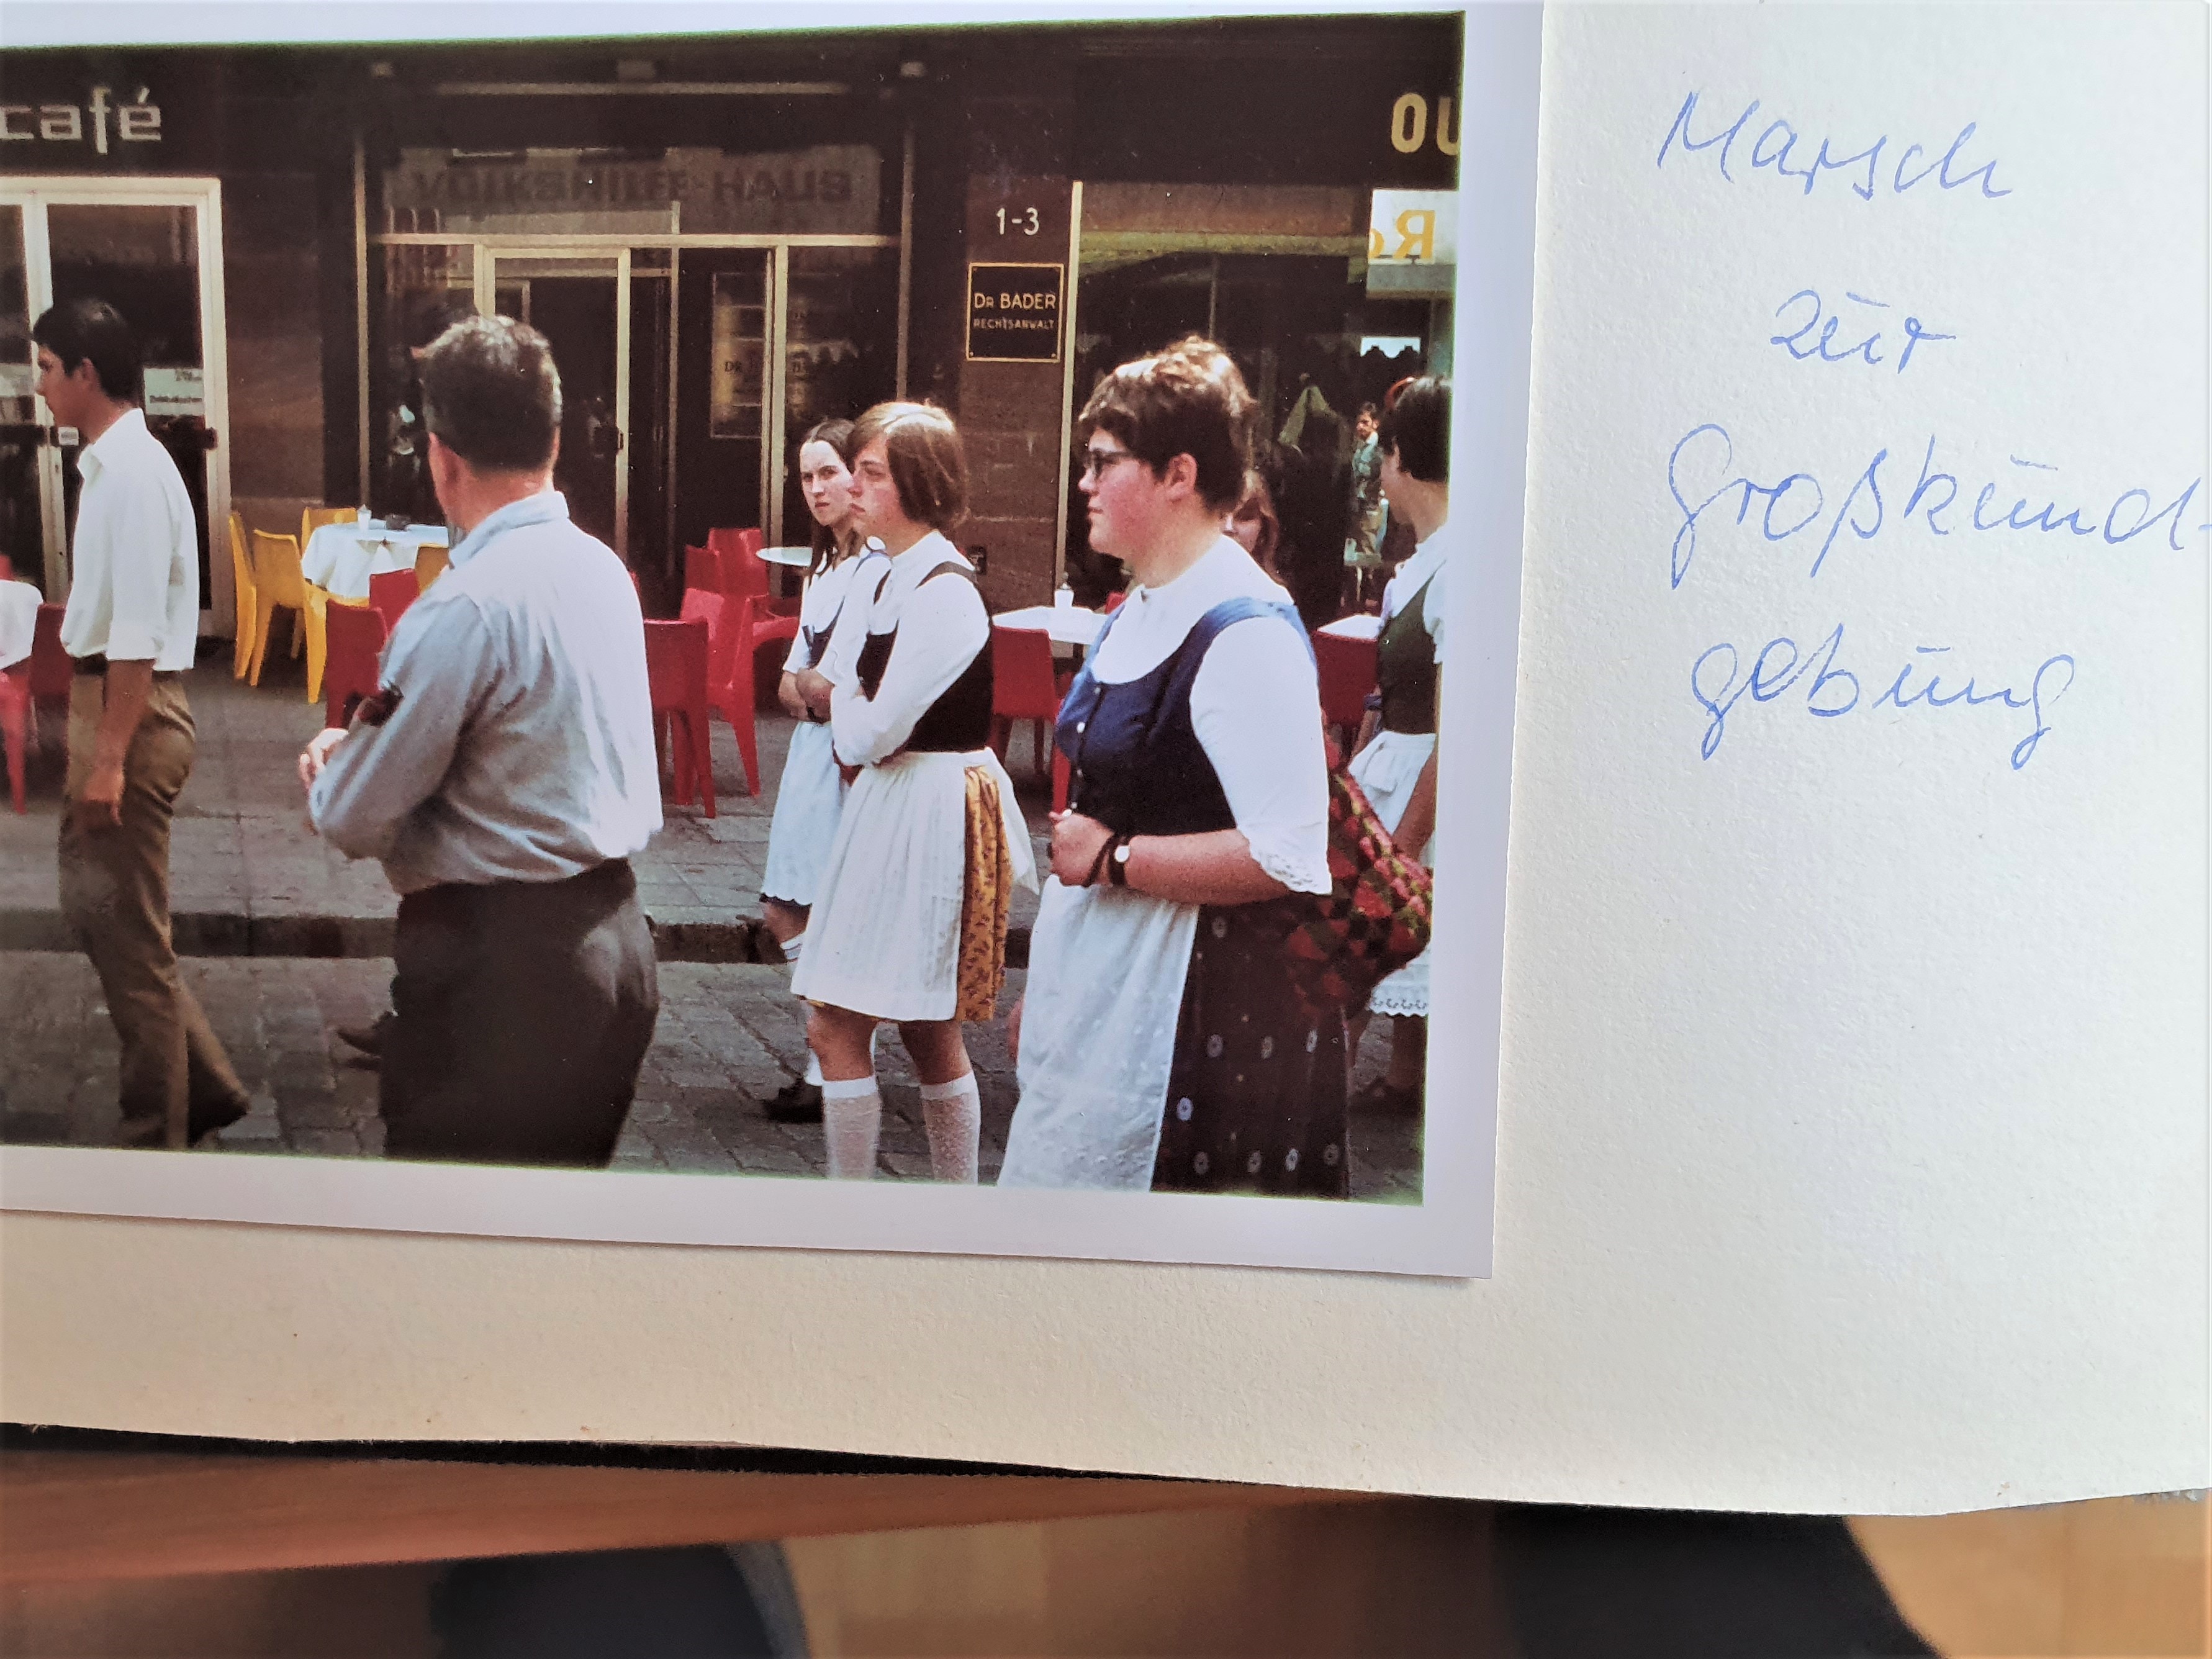 café
VOLKSHILFE-HAUS
1-3
DR BADER
RECHTSANWALT
OU
Marsch
zur
Großkund-
gebung